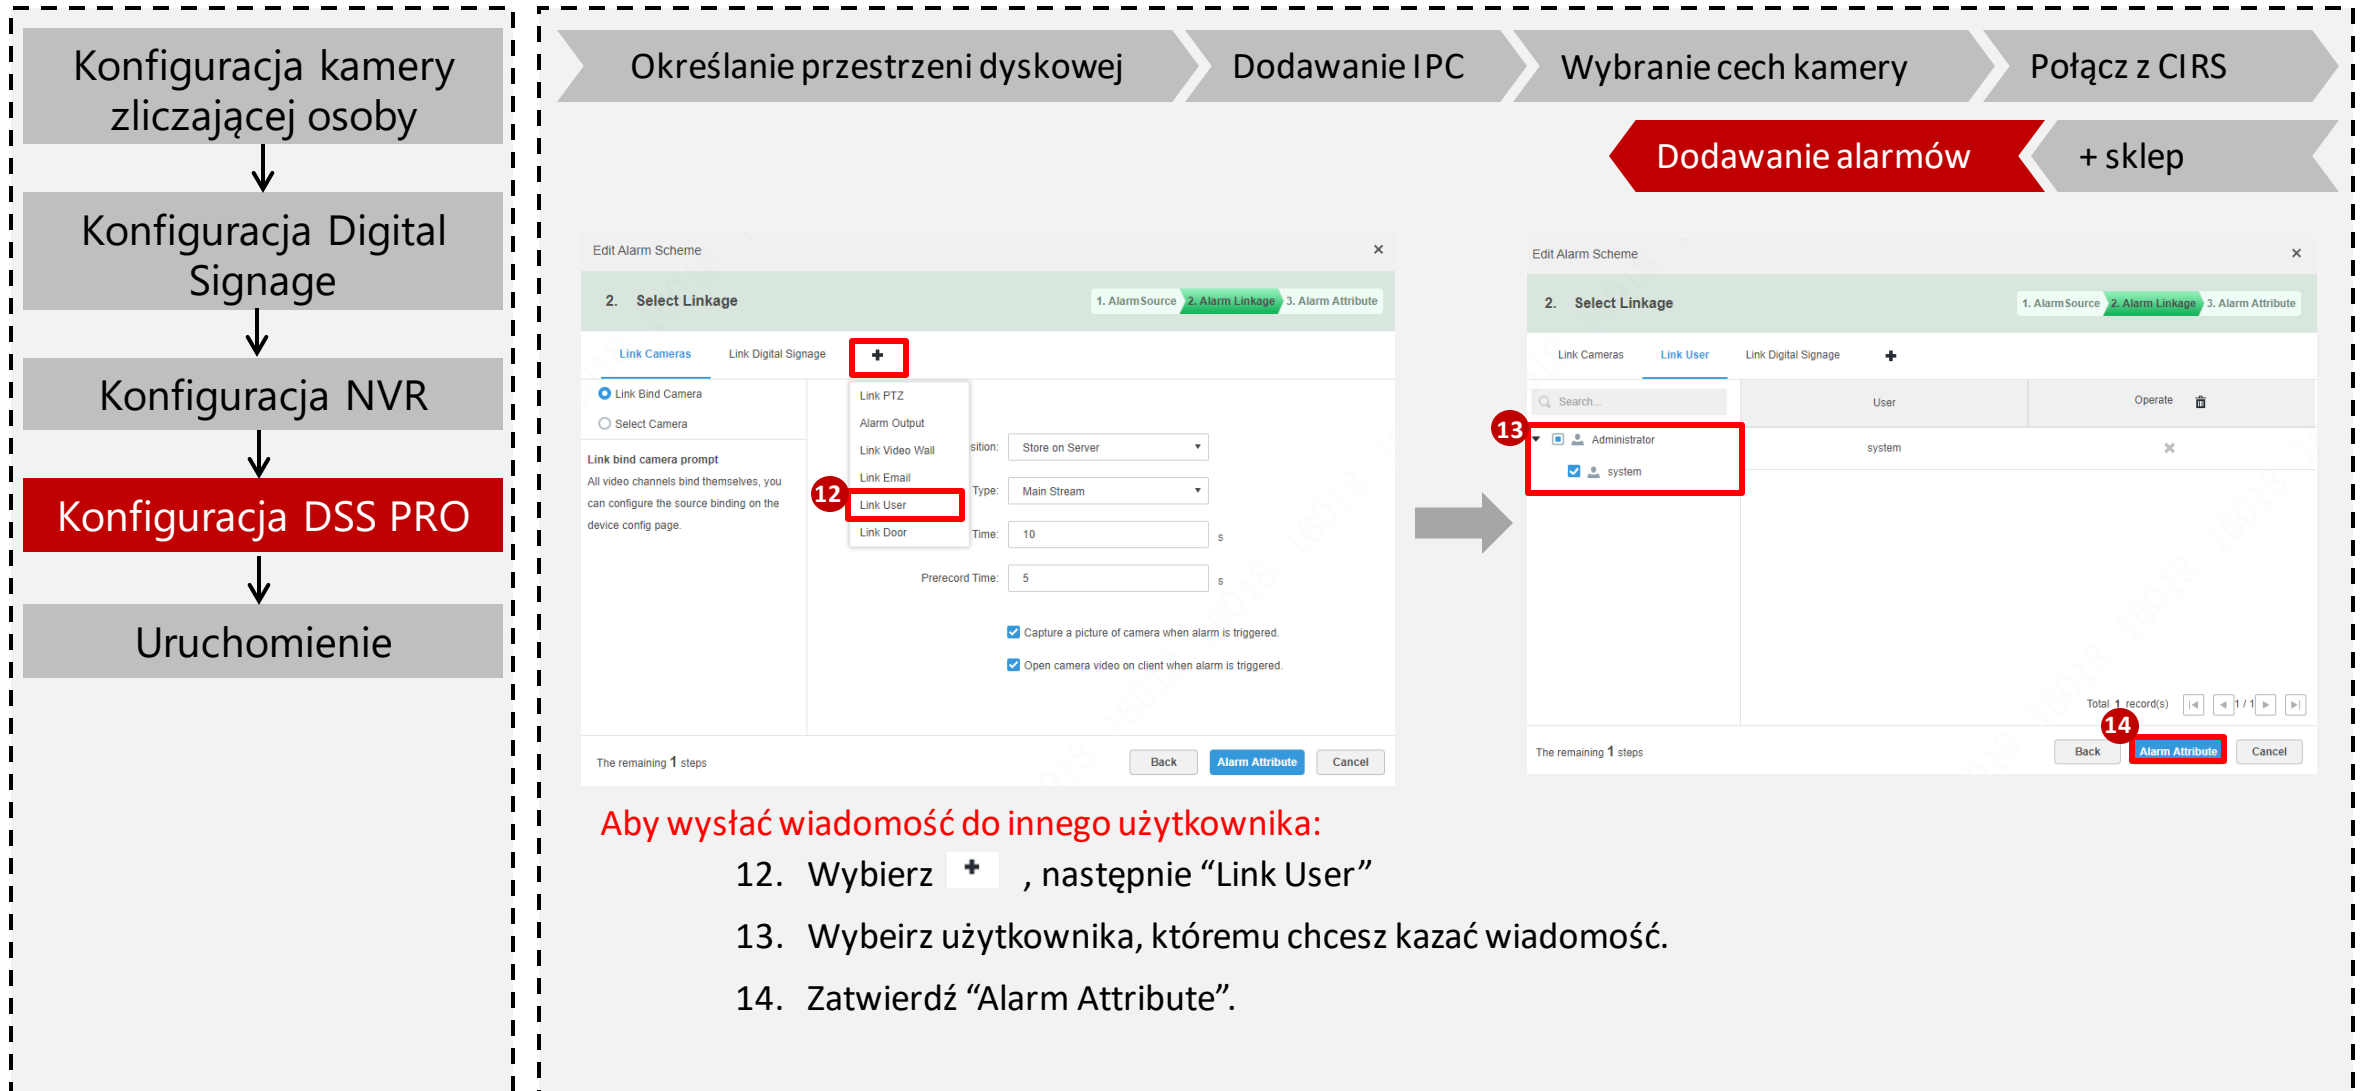 Konfiguracja kamery
zliczającej osoby
Konfiguracja Digital
Signage
Konfiguracja NVR
Konfiguracja DSS PRO
Uruchomienie
Określanie przestrzeni dyskowej
Dodawanie IPC
Wybranie cech kamery
Połącz z CIRS
Dodawanie alarmów
+ sklep
Edit Alarm Scheme
2. Select Linkage
1. Alarm Source 2. Alarm Linkage 3. Alarm Attribute
Link Cameras Link Digital Signage
Link Bind Camera
Select Camera
Link bind camera prompt
All video channels bind themselves, you
can configure the source binding on the
device config page.
Link PTZ
Alarm Output
Link Video Wall
Link Email
12
Link User
Link Door
sition: Store on Server
Type: Main Stream
Time: 10 s
Prerecord Time: 5 s
Capture a picture of camera when alarm is triggered.
Open camera video on client when alarm is triggered.
The remaining 1 steps
Back Alarm Attribute Cancel
Edit Alarm Scheme
2. Select Linkage
1. Alarm Source 2. Alarm Linkage 3. Alarm Attribute
Link Cameras Link User Link Digital Signage
Search...
User Operate
13
Administrator
system
system
Total 1 record(s) 1 / 1
14
The remaining 1 steps
Back Alarm Attribute Cancel
Aby wysłać wiadomość do innego użytkownika:
12. Wybierz + , następnie “Link User”
13. Wybeirz użytkownika, któremu chcesz kazać wiadomość.
14. Zatwierdź “Alarm Attribute”.